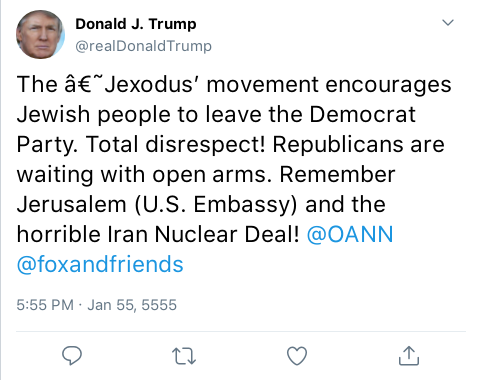 Donald J. Trump
@realDonaldTrump
The â€˜Jexodus’ movement encourages
Jewish people to leave the Democrat
Party. Total disrespect! Republicans are
waiting with open arms. Remember
Jerusalem (U.S. Embassy) and the
horrible Iran Nuclear Deal! @OANN
@foxandfriends
5:55 PM · Jan 55, 5555